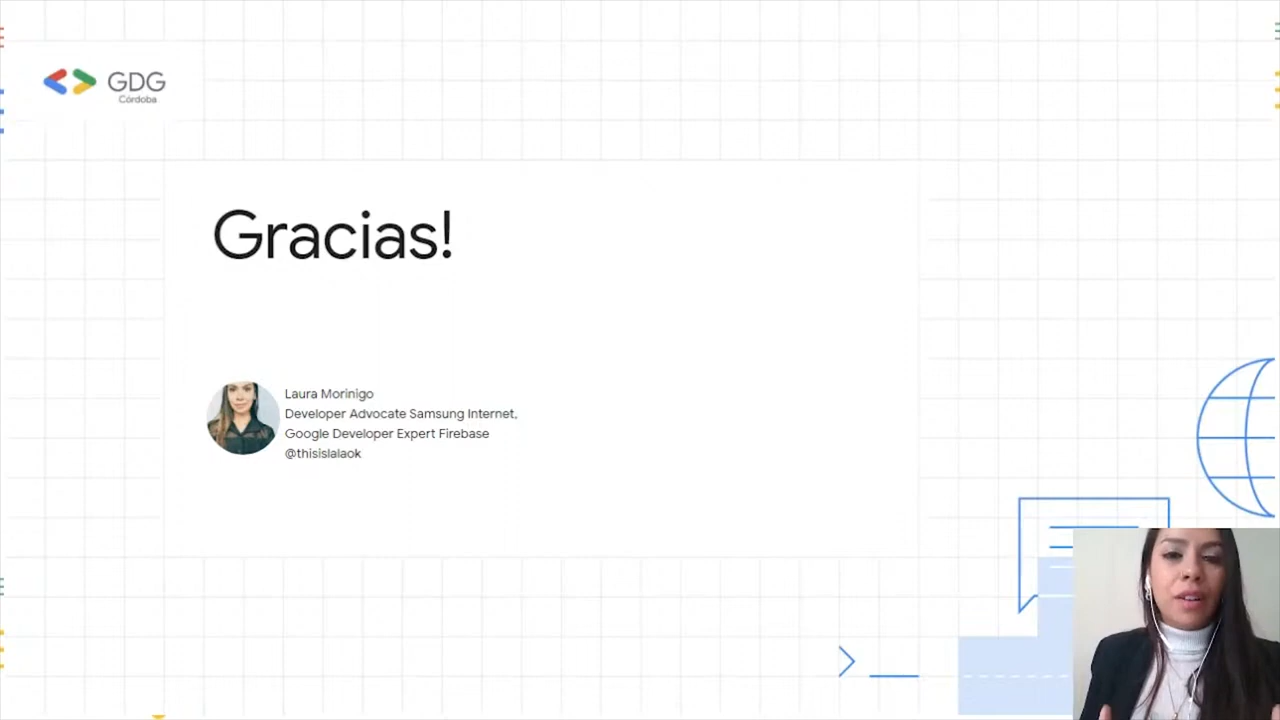 GDG
Córdoba
Gracias!
Laura Morinigo
Developer Advocate Samsung Internet,
Google Developer Expert Firebase
@thisislalaok